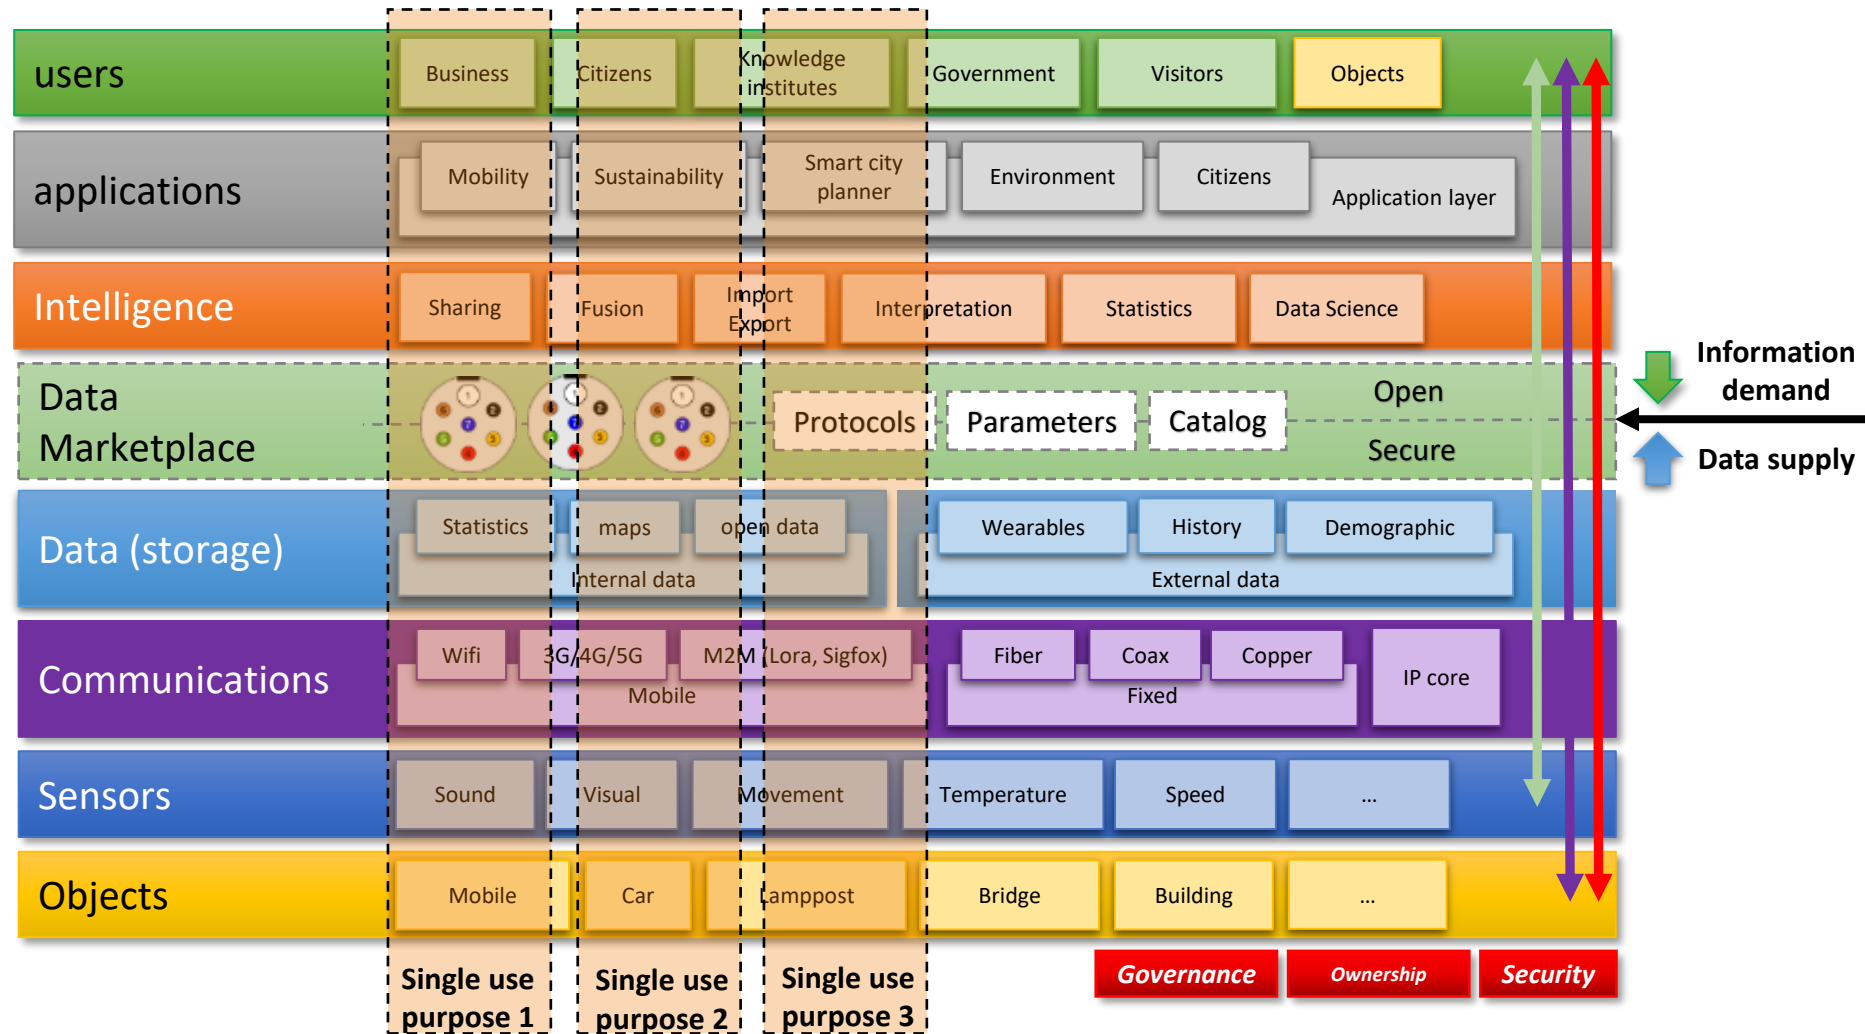 users
Business
Citizens
Knowledge
institutes
Government
Visitors
Objects
applications
Mobility
Sustainability
Smart city
planner
Environment
Citizens
Application layer
Intelligence
Sharing
Fusion
Import
Export
Interpretation
Statistics
Data Science
Data
Marketplace
Protocols
Parameters
Catalog
Open
Secure
Information
demand
Data supply
Data (storage)
Statistics
maps
open data
Internal data
Wearables
History
Demographic
External data
Communications
Wifi
3G/4G/5G
M2M (Lora, Sigfox)
Mobile
Fiber
Coax
Copper
Fixed
IP core
Sensors
Sound
Visual
Movement
Temperature
Speed
...
Objects
Mobile
Car
Lamppost
Bridge
Building
...
Single use
purpose 1
Single use
purpose 2
Single use
purpose 3
Governance
Ownership
Security